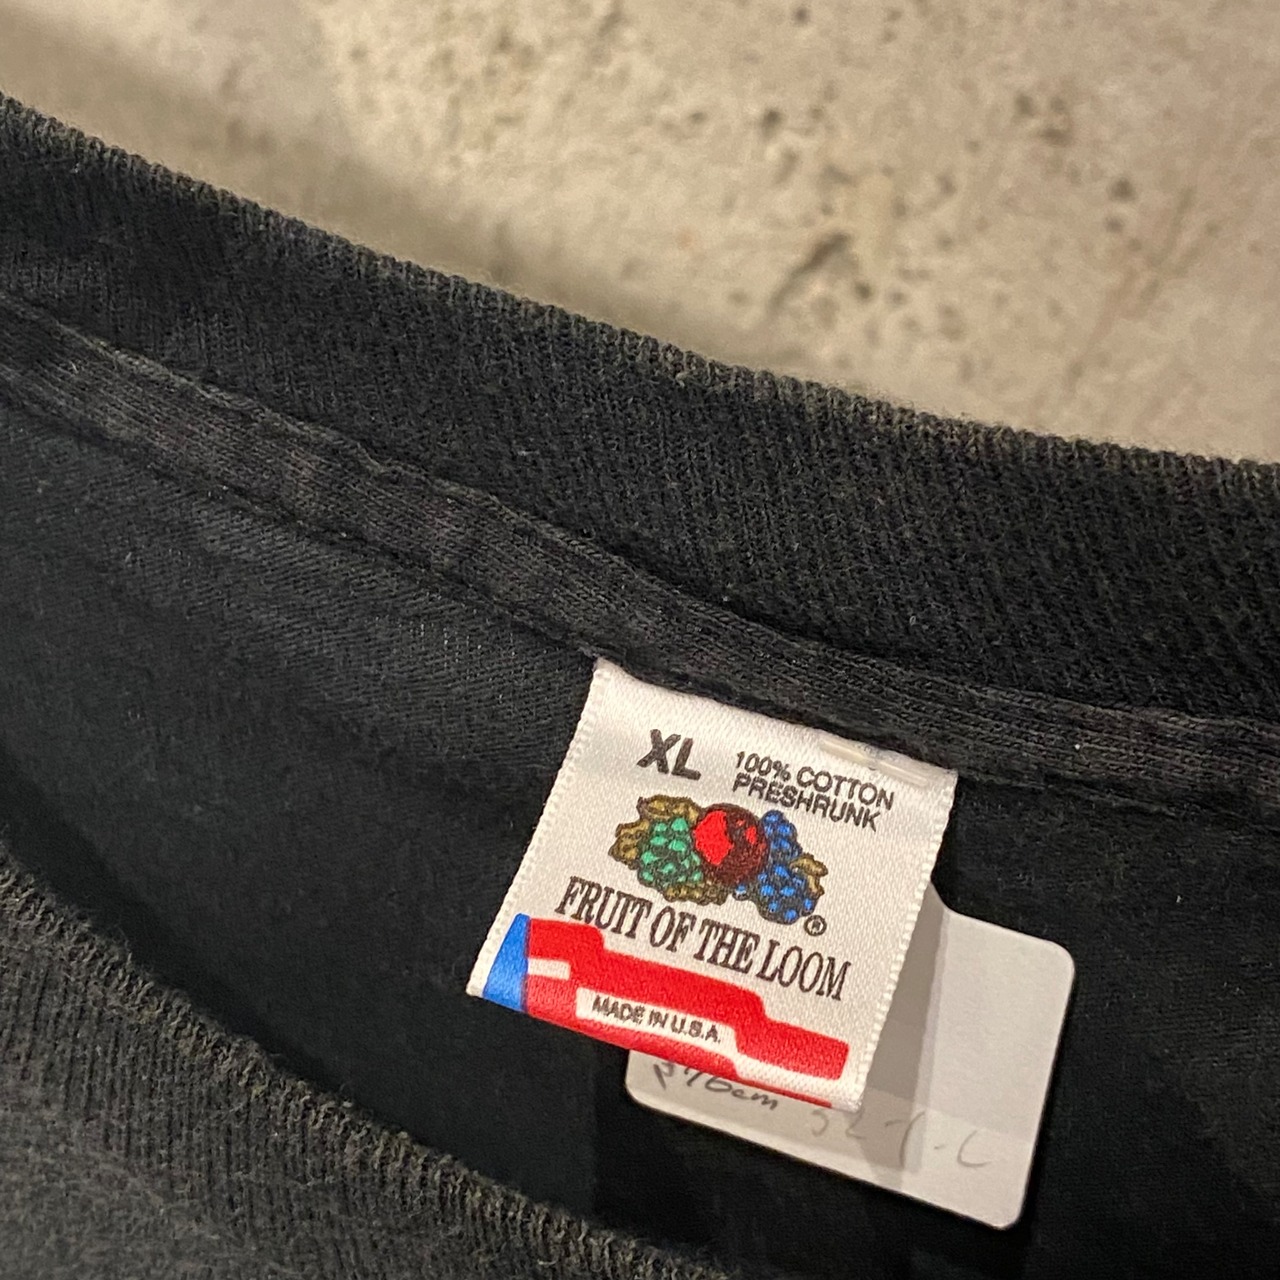 XL
100% COTTON
PRESHRUNK
®
FRUIT OF THE LOOM
MADE IN U.S.A.